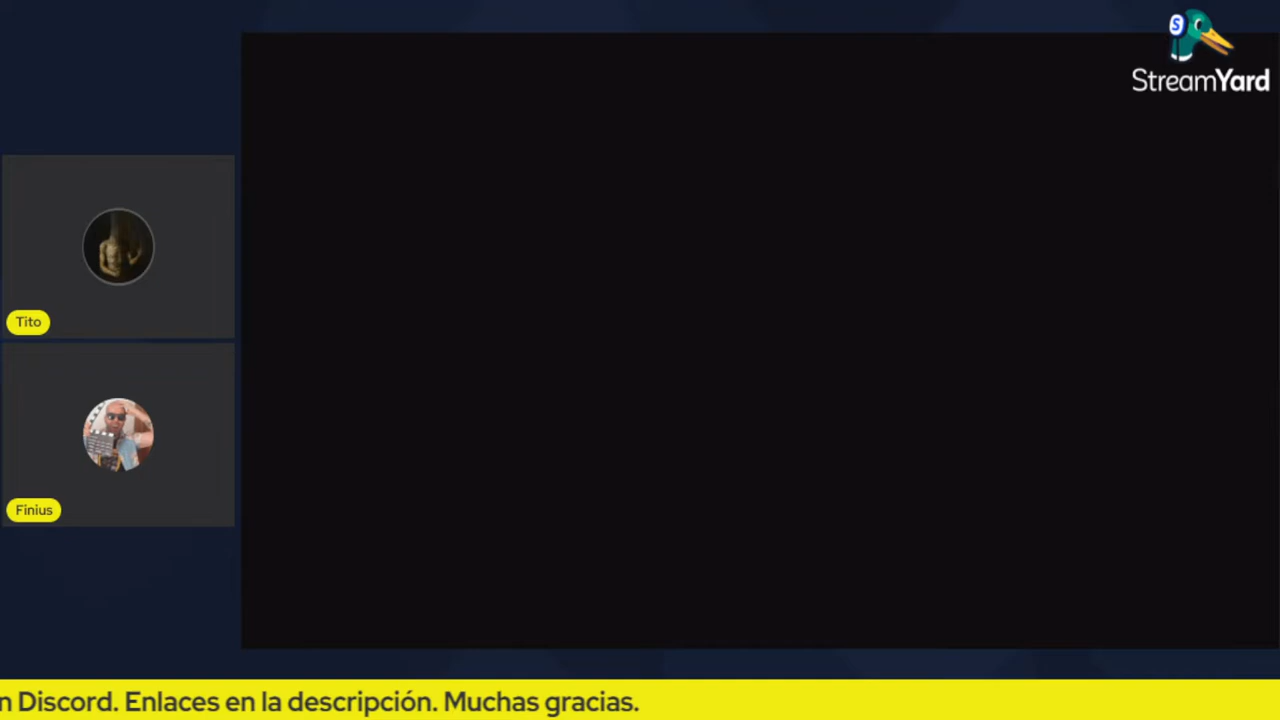 S
StreamYard
Tito
Finius
n Discord. Enlaces en la descripción. Muchas gracias.